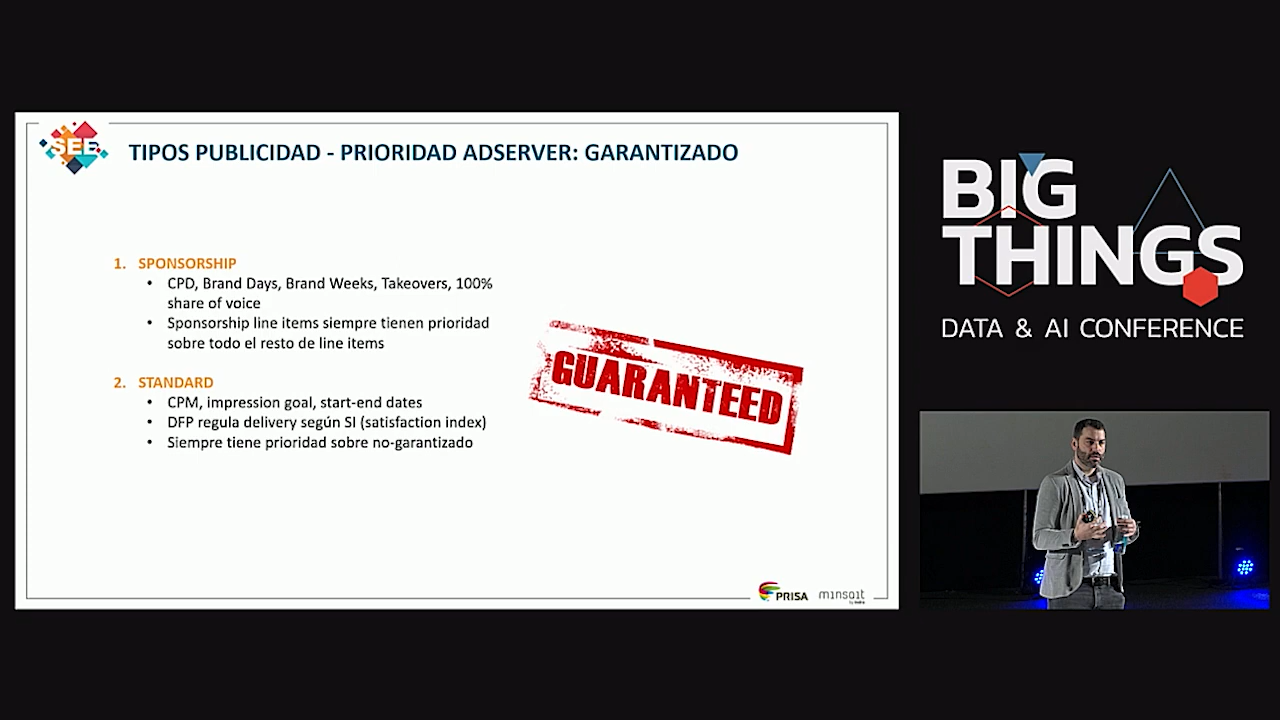 SEE
TIPOS PUBLICIDAD - PRIORIDAD ADSERVER: GARANTIZADO
1. SPONSORSHIP
• CPD, Brand Days, Brand Weeks, Takeovers, 100%
share of voice
• Sponsorship line items siempre tienen prioridad
sobre todo el resto de line items
2. STANDARD
• CPM, impression goal, start-end dates
• DFP regula delivery según SI (satisfaction index)
• Siempre tiene prioridad sobre no-garantizado
GUARANTEED
PRISA
minsait
by Indra
BIG
THINGS
DATA & AI CONFERENCE